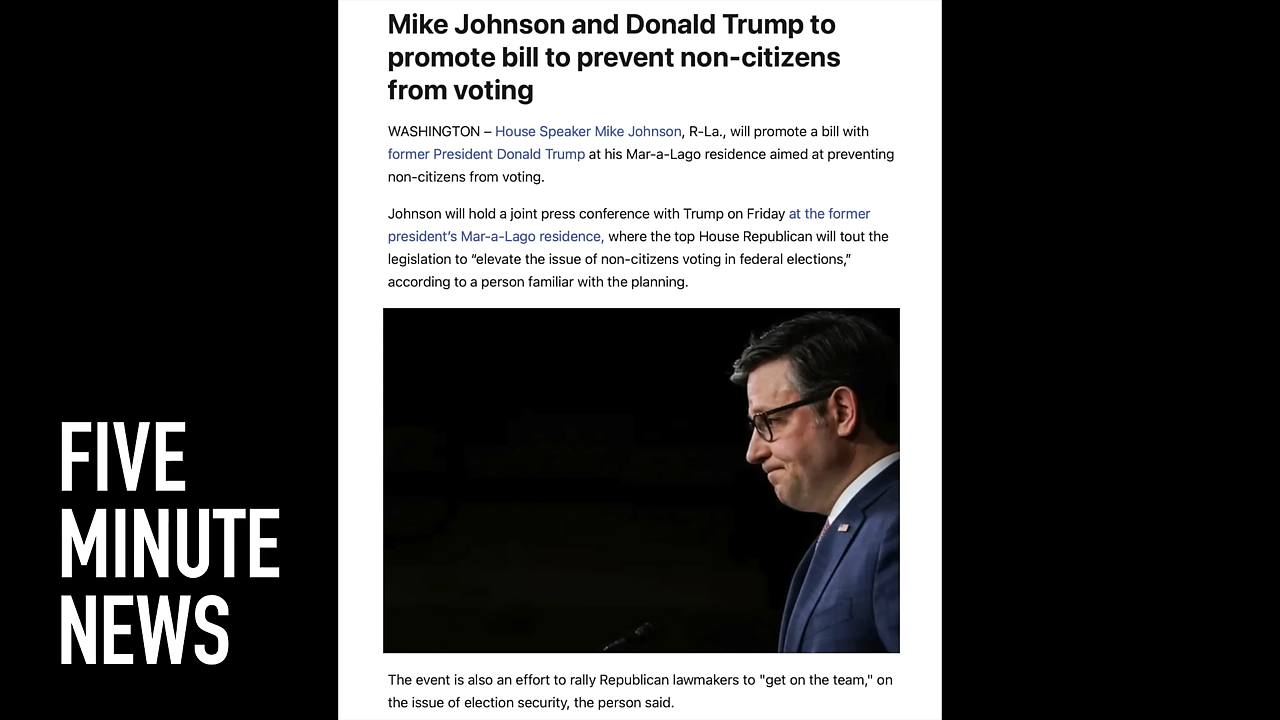 Mike Johnson and Donald Trump to
promote bill to prevent non-citizens
from voting
WASHINGTON – House Speaker Mike Johnson, R-La., will promote a bill with
former President Donald Trump at his Mar-a-Lago residence aimed at preventing
non-citizens from voting.
Johnson will hold a joint press conference with Trump on Friday at the former
president’s Mar-a-Lago residence, where the top House Republican will tout the
legislation to “elevate the issue of non-citizens voting in federal elections,”
according to a person familiar with the planning.
The event is also an effort to rally Republican lawmakers to "get on the team," on
the issue of election security, the person said.
FIVE
MINUTE
NEWS